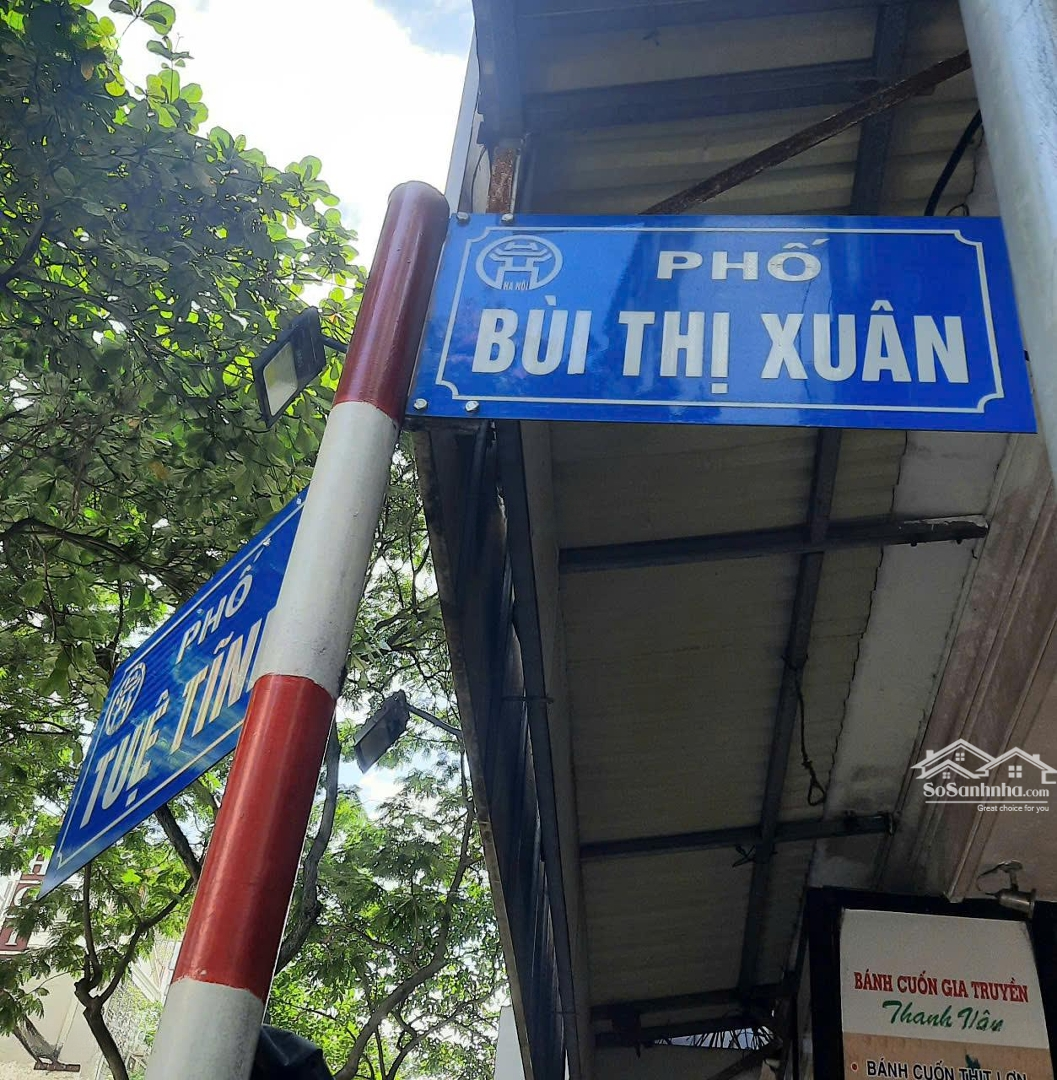 HÀ NỘI
PHỐ
BÙI THỊ XUÂN
PHỐ
TUỆ TĨN
SoSanhnha.com
Great choice for you
BÁNH CUỐN GIA TRUYỀN
Thanh Vân
• BÁNH CUỐN THỊT LỢN